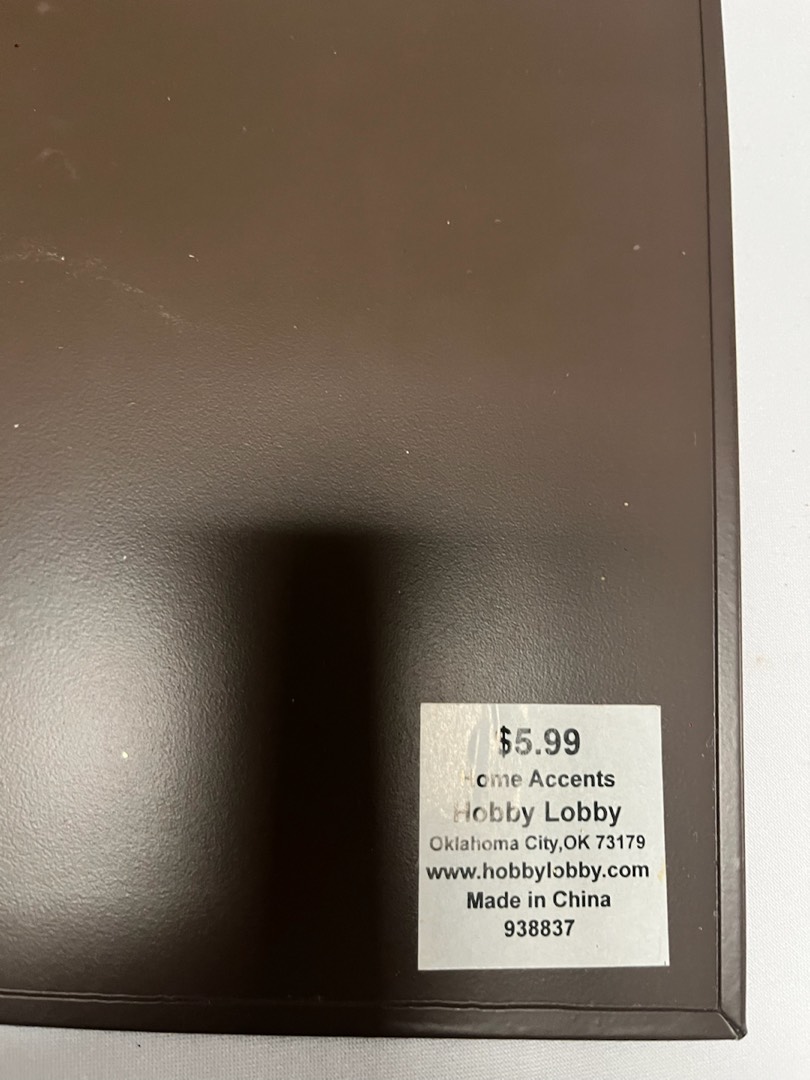 $5.99
Home Accents
Hobby Lobby
Oklahoma City,OK 73179
www.hobbylobby.com
Made in China
938837